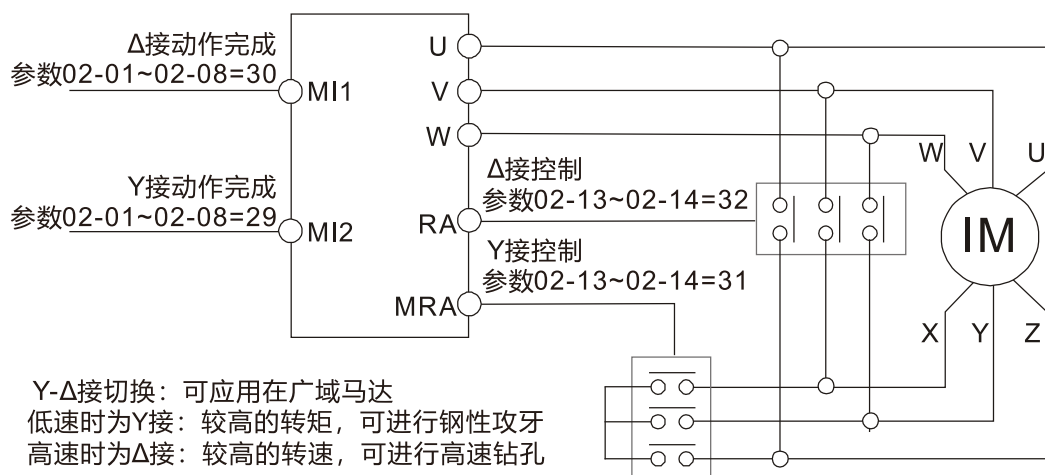 Δ接动作完成
参数02-01~02-08=30
MI1
Y接动作完成
参数02-01~02-08=29
MI2
U
V
W
RA
MRA
Δ接控制
参数02-13~02-14=32
Y接控制
参数02-13~02-14=31
W
V
U
IM
X
Y
Z
Y-Δ接切换：可应用在广域马达
低速时为Y接：较高的转矩，可进行钢性攻牙
高速时为Δ接：较高的转速，可进行高速钻孔